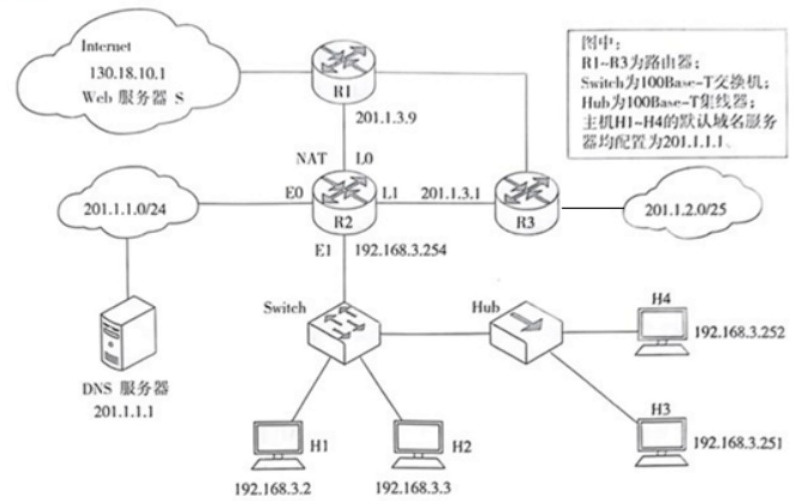 Internet
130.18.10.1
Web 服务器 S
R1
201.1.3.9
图中：
R1~R3为路由器；
Switch为100Base-T交换机；
Hub为100Base-T集线器；
主机H1~H4的默认域名服务
器均配置为201.1.1.1。
NAT L0
E0
L1
201.1.3.1
R2
R3
201.1.1.0/24
201.1.2.0/25
E1
192.168.3.254
Switch
Hub
H4
192.168.3.252
DNS 服务器
201.1.1.1
H1
H2
H3
192.168.3.251
192.168.3.2
192.168.3.3